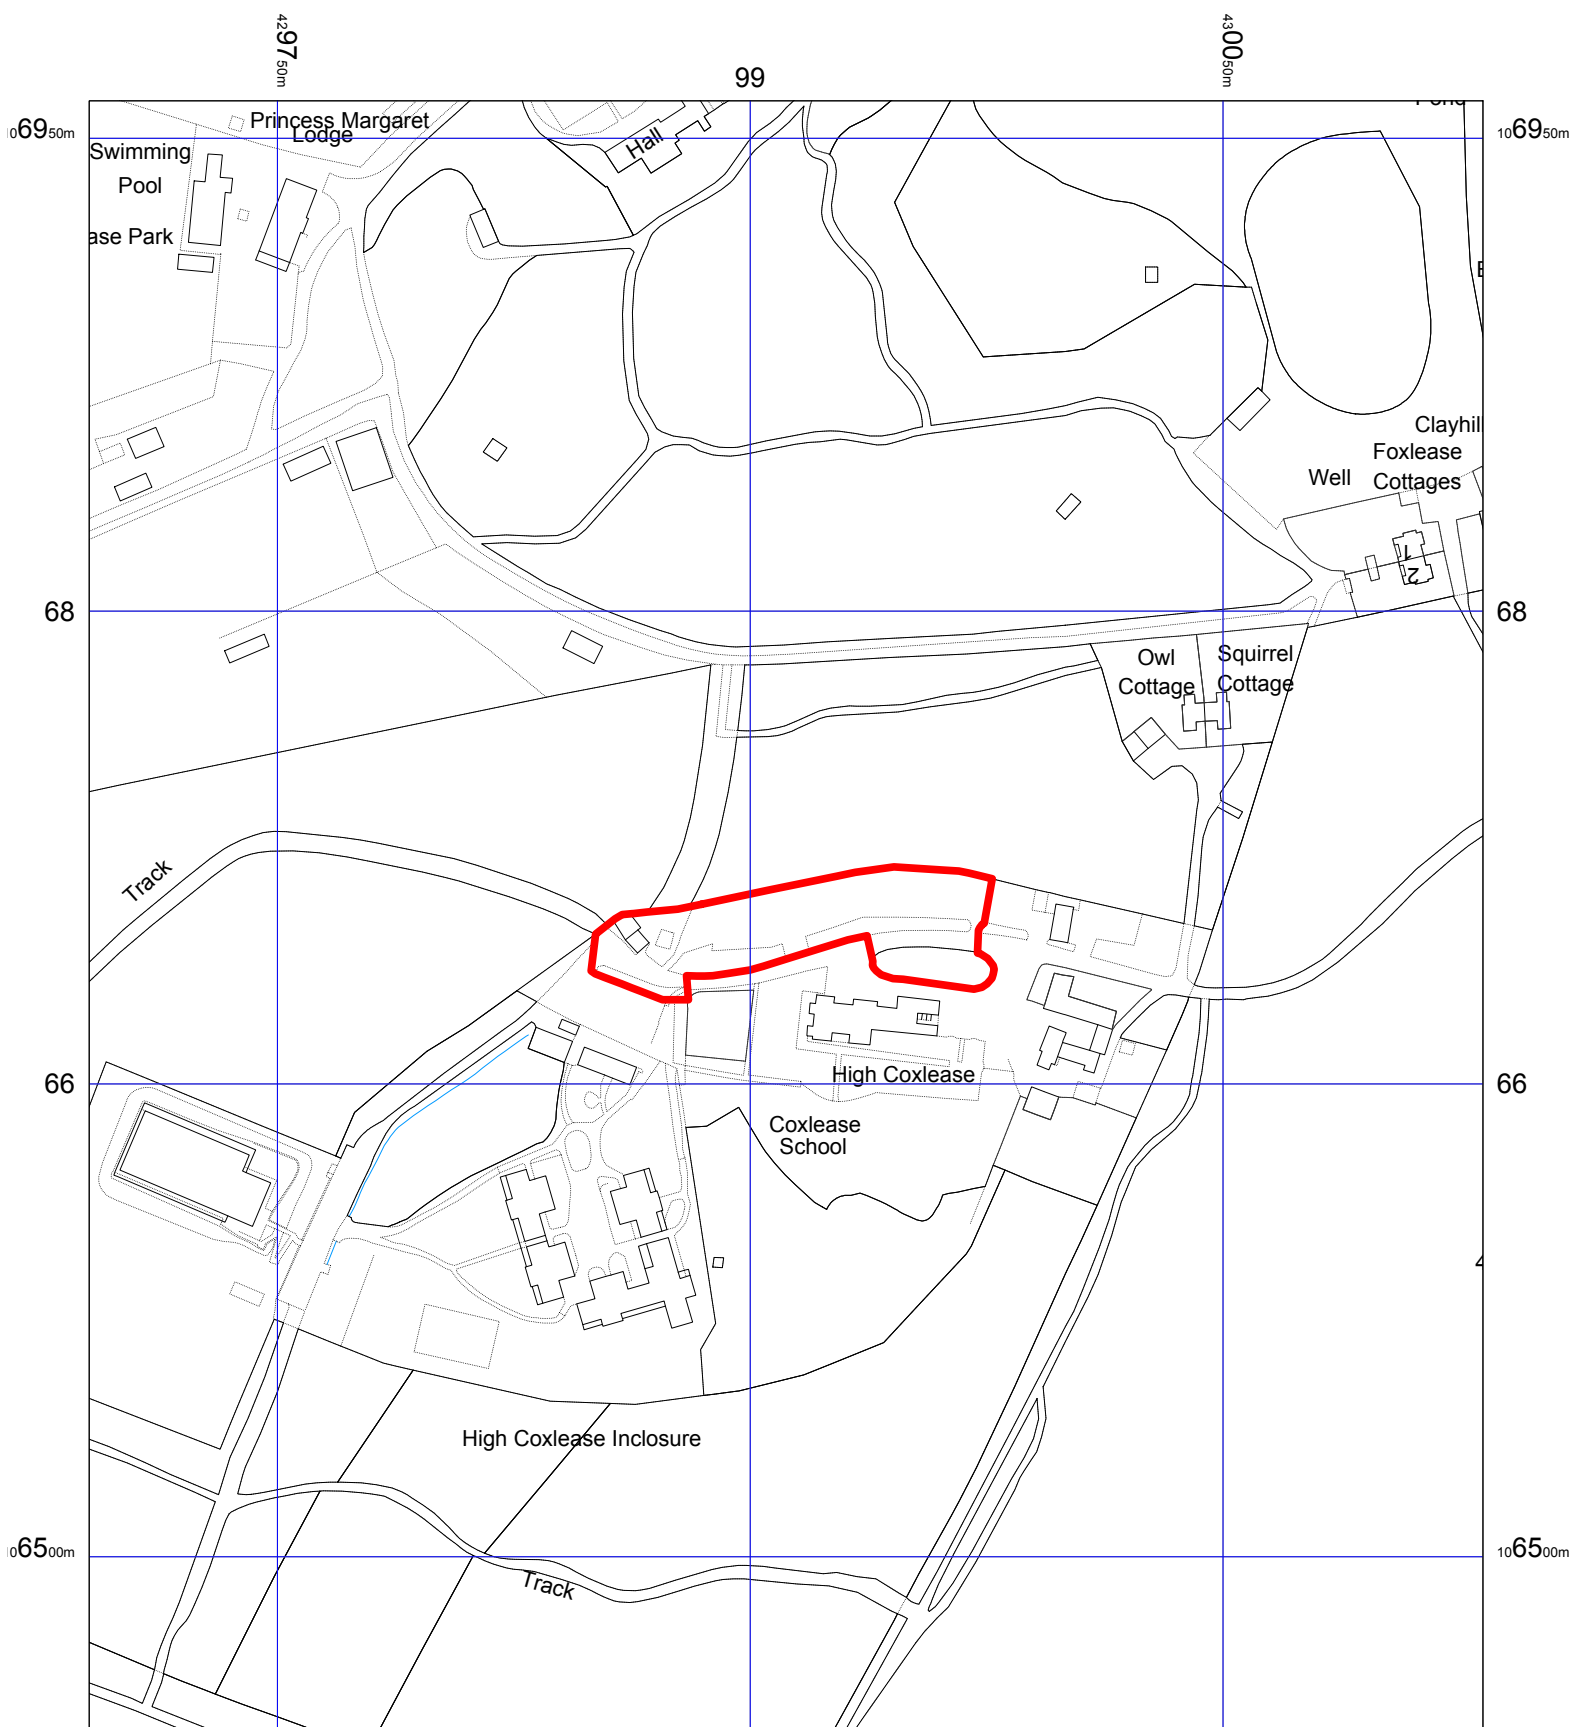 4297 50m
99
4300 50m
1069 50m
1069 50m
Princess Margaret
Lodge
Hall
Swimming
Pool
ase Park
Clayhil
Foxlease
Cottages
Well
1
2
68
68
Owl
Cottage
Squirrel
Cottage
Track
66
66
High Coxlease
Coxlease
School
High Coxlease Inclosure
1065 00m
1065 00m
Track